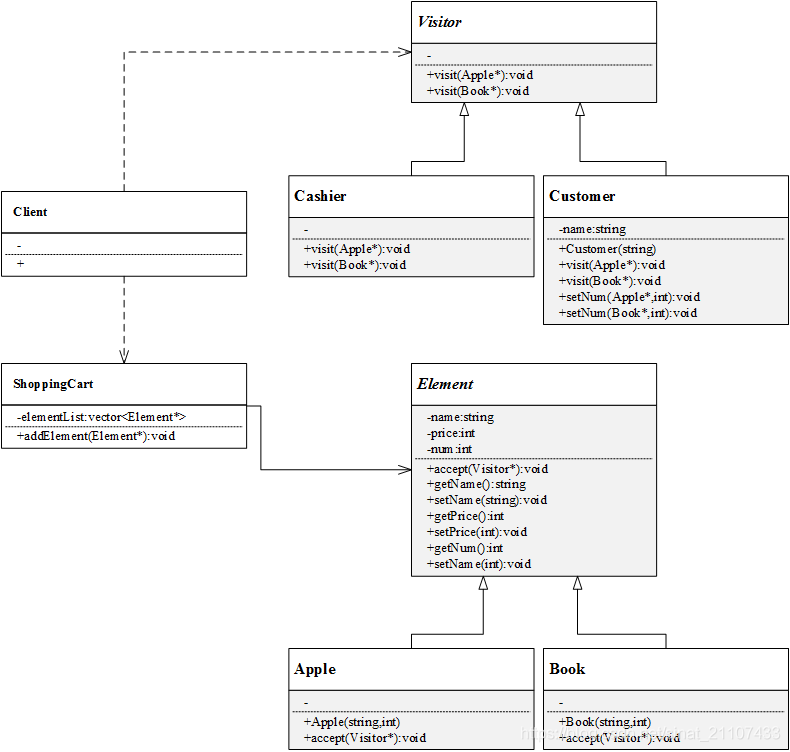 Visitor
-
+visit(Apple*):void
+visit(Book*):void
Client
-
+
Cashier
-
+visit(Apple*):void
+visit(Book*):void
Customer
-name:string
+Customer(string)
+visit(Apple*):void
+visit(Book*):void
+setNum(Apple*,int):void
+setNum(Book*,int):void
ShoppingCart
-elementList:vector<Element*>
+addElement(Element*):void
Element
-name:string
-price:int
-num:int
+accept(Visitor*):void
+getName():string
+setName(string):void
+getPrice():int
+setPrice(int):void
+getNum():int
+setName(int):void
Apple
-
+Apple(string,int)
+accept(Visitor*):void
Book
-
+Book(string,int)
+accept(Visitor*):void